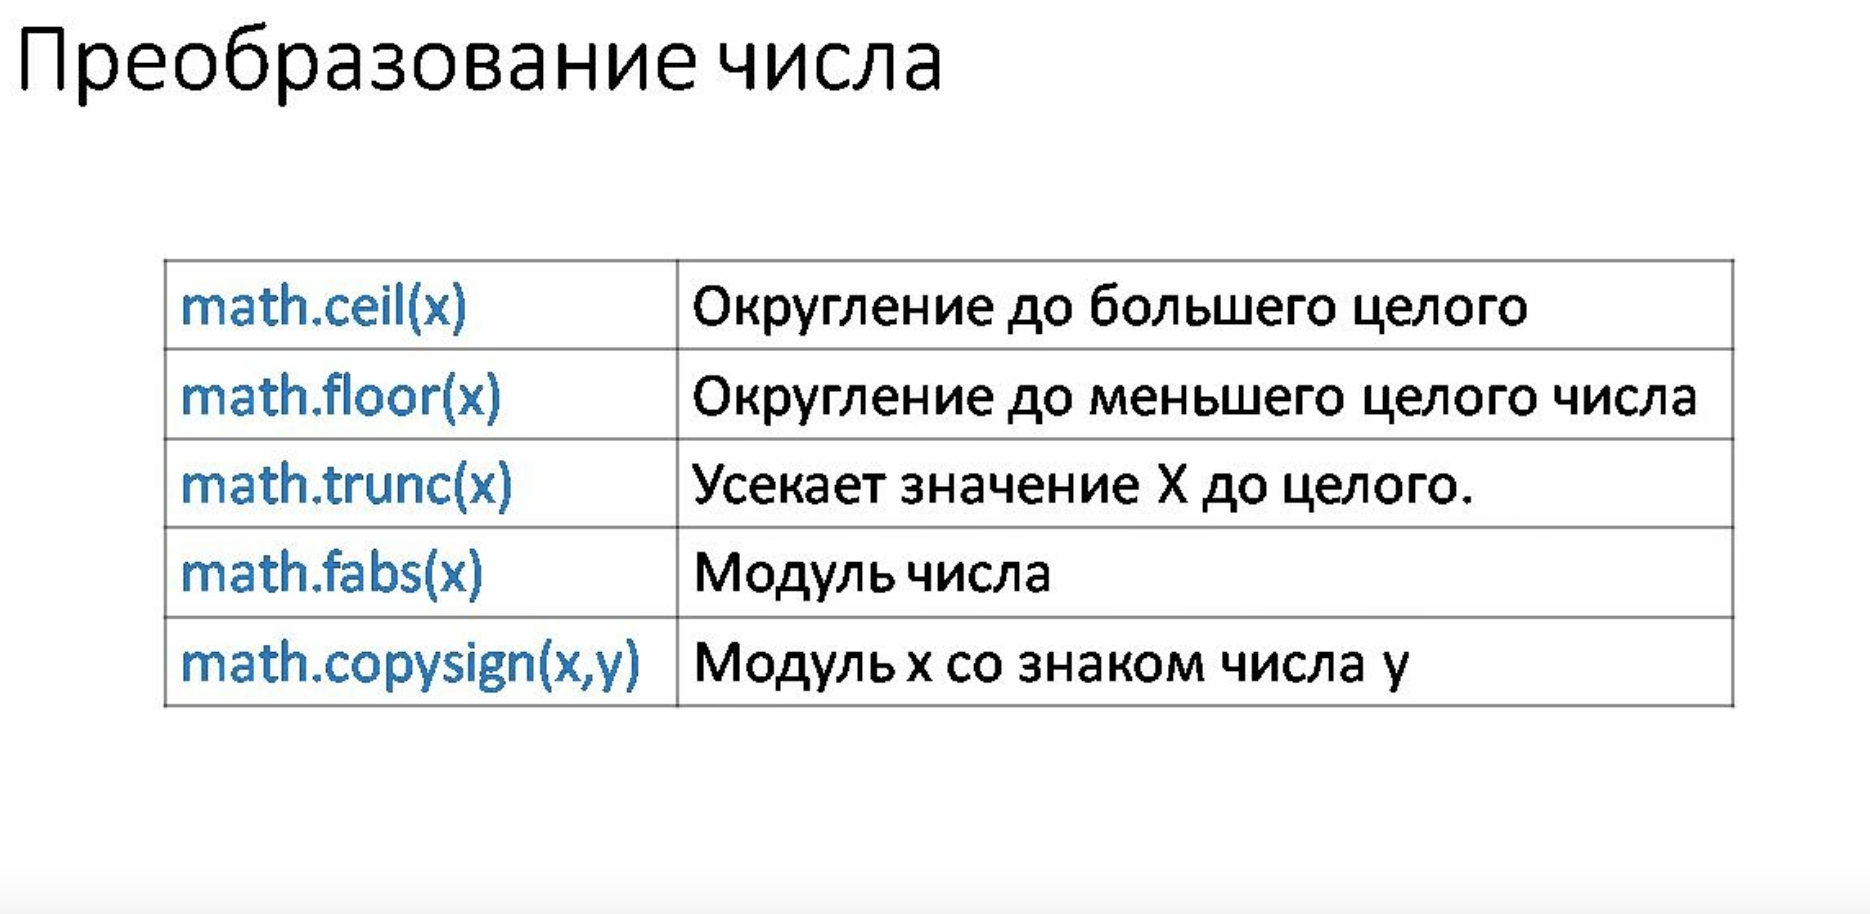 Преобразование числа
math.ceil(x) Округление до большего целого
math.floor(x) Округление до меньшего целого числа
math.trunc(x) Усекает значение X до целого.
math.fabs(x) Модуль числа
math.copysign(x,y) Модуль x со знаком числа y